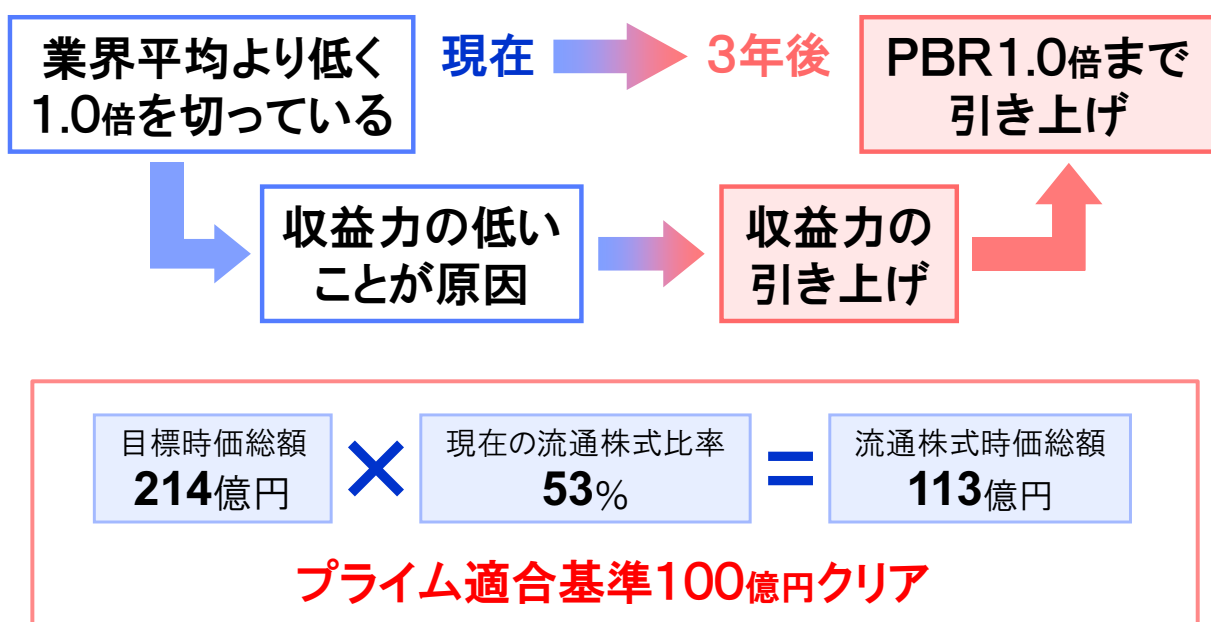 業界平均より低く
1.0倍を切っている
現在
3年後
PBR1.0倍まで
引き上げ
収益力の低い
ことが原因
収益力の
引き上げ
目標時価総額
214億円
×
現在の流通株式比率
53%
=
流通株式時価総額
113億円
プライム適合基準100億円クリア